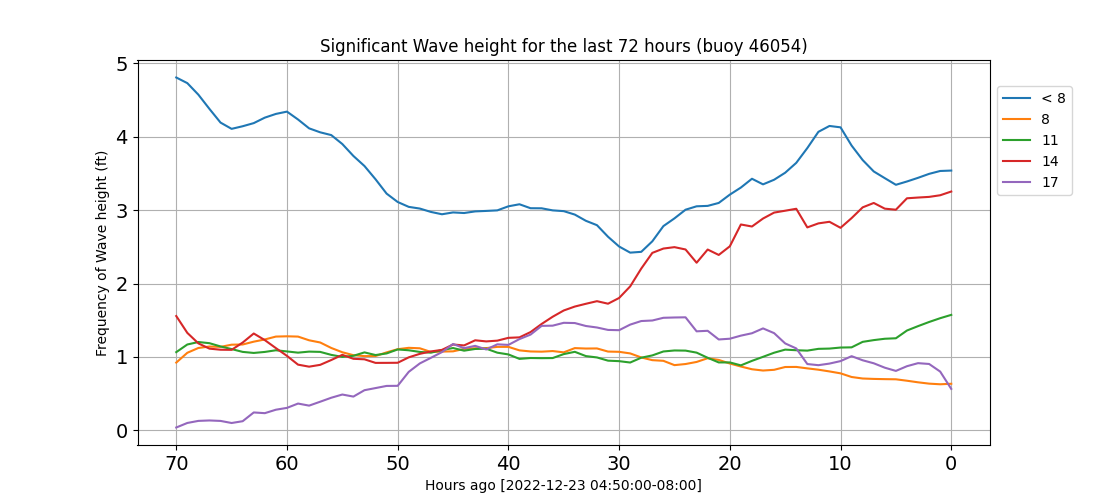 Significant Wave height for the last 72 hours (buoy 46054)
Frequency of Wave height (ft)
5
4
3
2
1
0
70 60 50 40 30 20 10 0
Hours ago [2022-12-23 04:50:00-08:00]
< 8
8
11
14
17